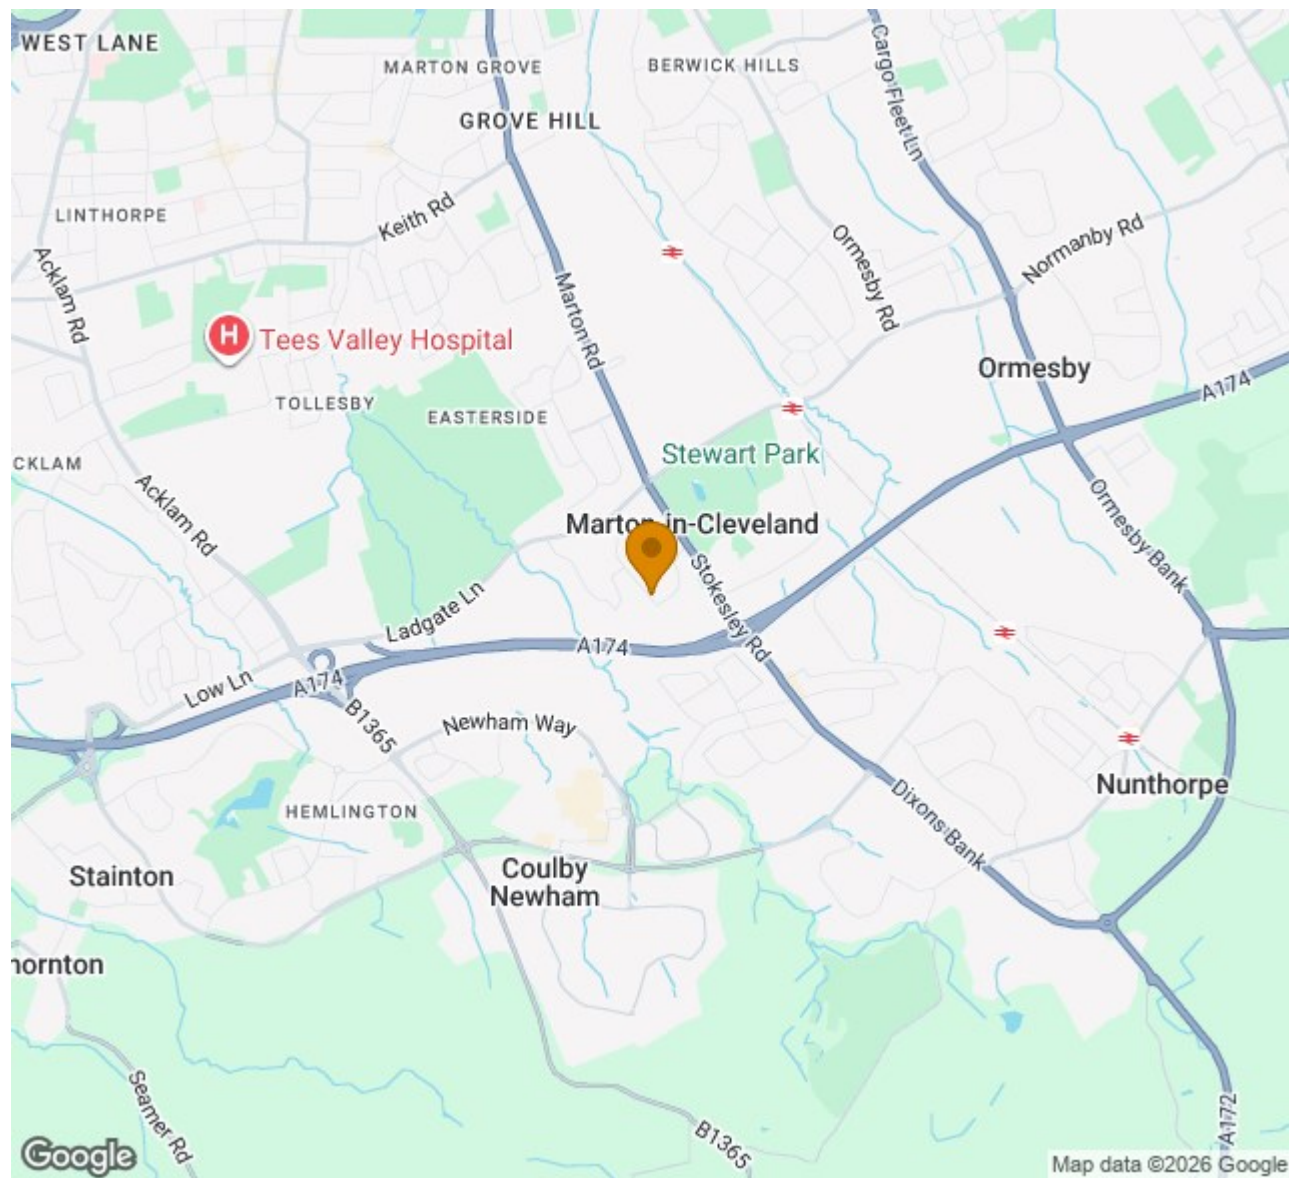 WEST LANE
MARTON GROVE
BERWICK HILLS
Cargo Fleet Ln
GROVE HILL
LINTHORPE
Keith Rd
Acklam Rd
Ormesby Rd
Normanby Rd
Marton Rd
H
Tees Valley Hospital
Ormesby
A174
TOLLESBY
EASTERSIDE
Stewart Park
CKLAM
Acklam Rd
Marton-in-Cleveland
Ormesby Bank
Stokesley Rd
Ladgate Ln
A174
Low Ln
A174
B1365
Newham Way
Nunthorpe
Dixons Bank
HEMLINGTON
Stainton
Coulby
Newham
hornton
Seamer Rd
B1365
A172
Google
Map data ©2026 Google